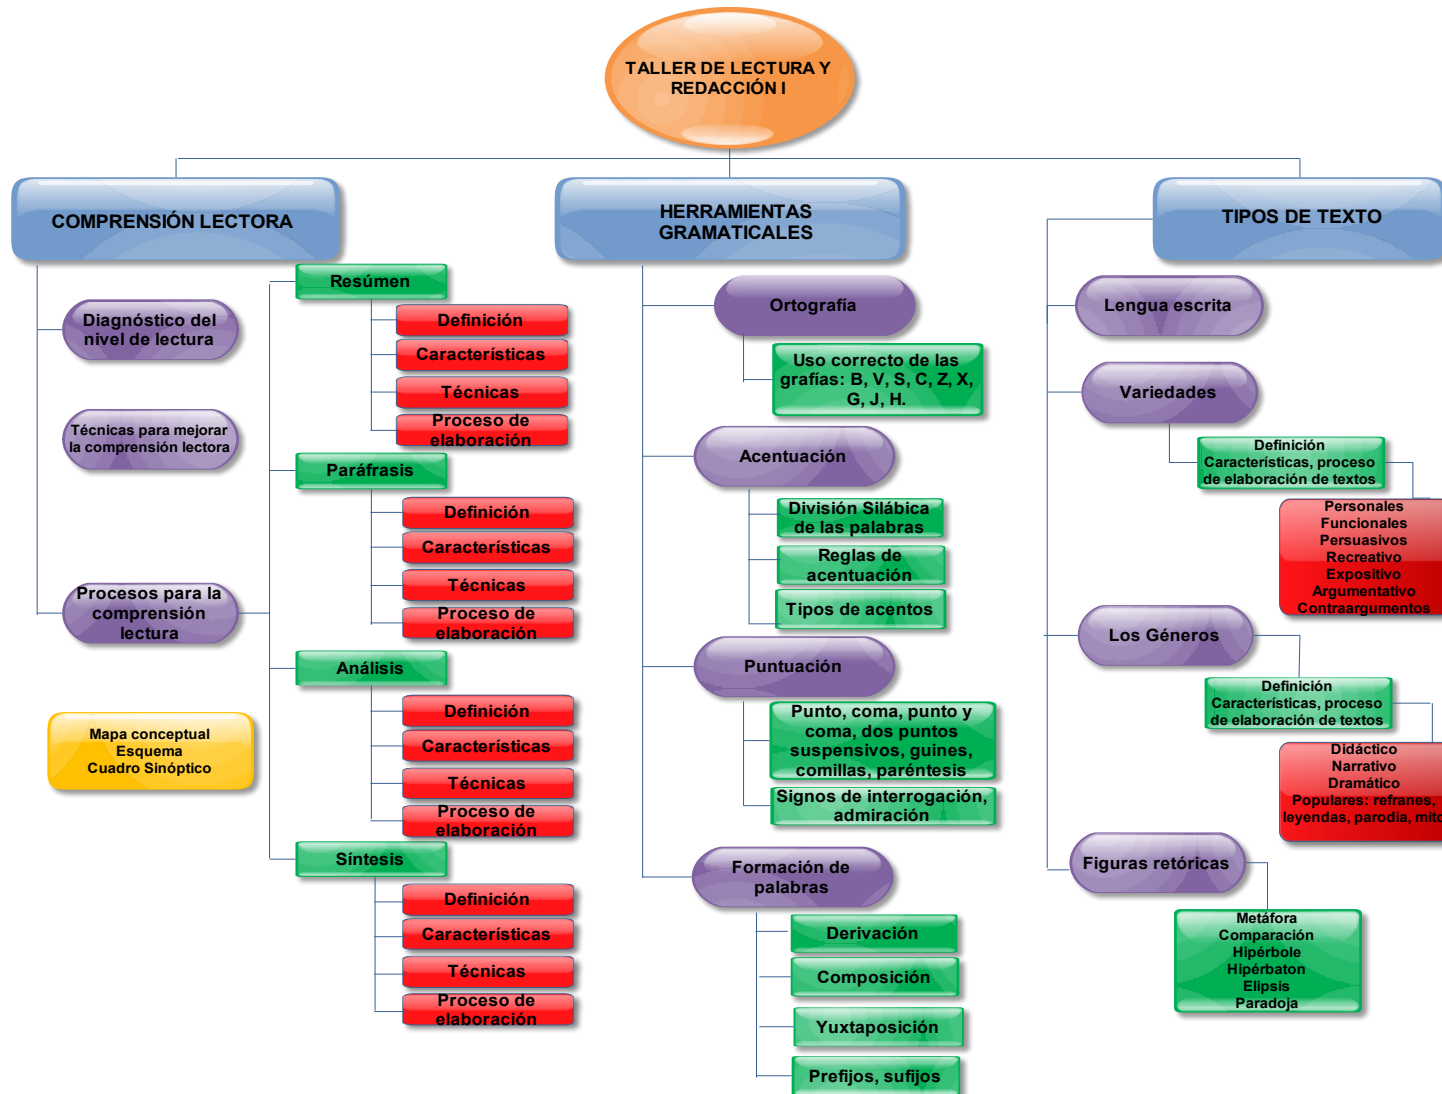 TALLER DE LECTURA Y
REDACCIÓN I
COMPRENSIÓN LECTORA
Diagnóstico del
nivel de lectura
Técnicas para mejorar
la comprensión lectora
Procesos para la
comprensión
lectura
Mapa conceptual
Esquema
Cuadro Sinóptico
Resúmen
Definición
Característícas
Técnicas
Proceso de
elaboración
Paráfrasis
Definición
Característícas
Técnicas
Proceso de
elaboración
Análisis
Definición
Característícas
Técnicas
Proceso de
elaboración
Síntesis
Definición
Característícas
Técnicas
Proceso de
elaboración
HERRAMIENTAS
GRAMATICALES
Ortografía
Uso correcto de las
grafías: B, V, S, C, Z, X,
G, J, H.
Acentuación
División Silábica
de las palabras
Reglas de
acentuación
Tipos de acentos
Puntuación
Punto, coma, punto y
coma, dos puntos
suspensivos, guines,
comillas, paréntesis
Signos de interrogación,
admiración
Formación de
palabras
Derivación
Composición
Yuxtaposición
Prefijos, sufijos
TIPOS DE TEXTO
Lengua escrita
Variedades
Definición
Características, proceso
de elaboración de textos
Personales
Funcionales
Persuasivos
Recreativo
Expositivo
Argumentativo
Contraargumentos
Los Géneros
Definición
Características, proceso
de elaboración de textos
Didáctico
Narrativo
Dramático
Populares: refranes,
leyendas, parodia, mito
Figuras retóricas
Metáfora
Comparación
Hipérbole
Hipérbaton
Elipsis
Paradoja